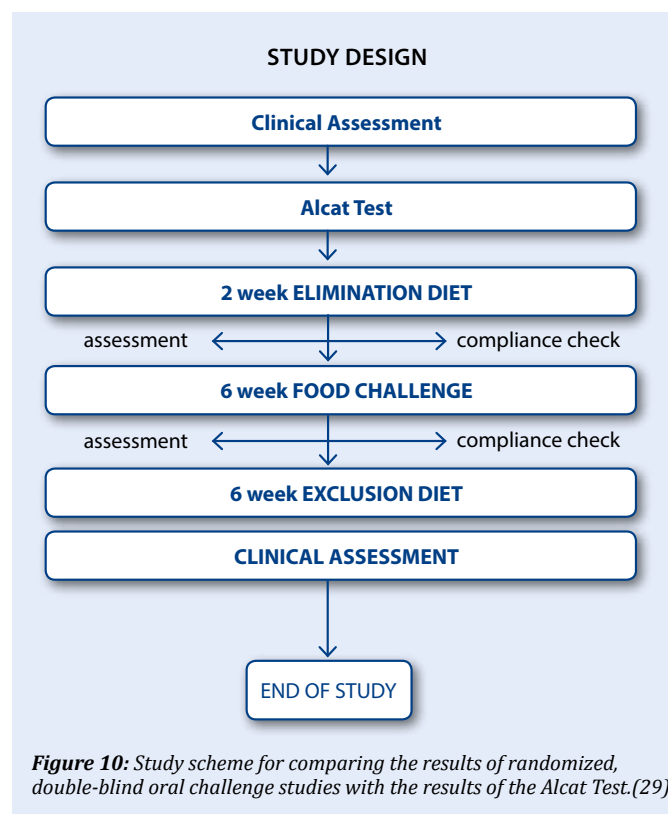 STUDY DESIGN
Clinical Assessment
Alcat Test
2 week ELIMINATION DIET
assessment compliance check
6 week FOOD CHALLENGE
assessment compliance check
6 week EXCLUSION DIET
CLINICAL ASSESSMENT
END OF STUDY
Figure 10: Study scheme for comparing the results of randomized,
double-blind oral challenge studies with the results of the Alcat Test.(29)